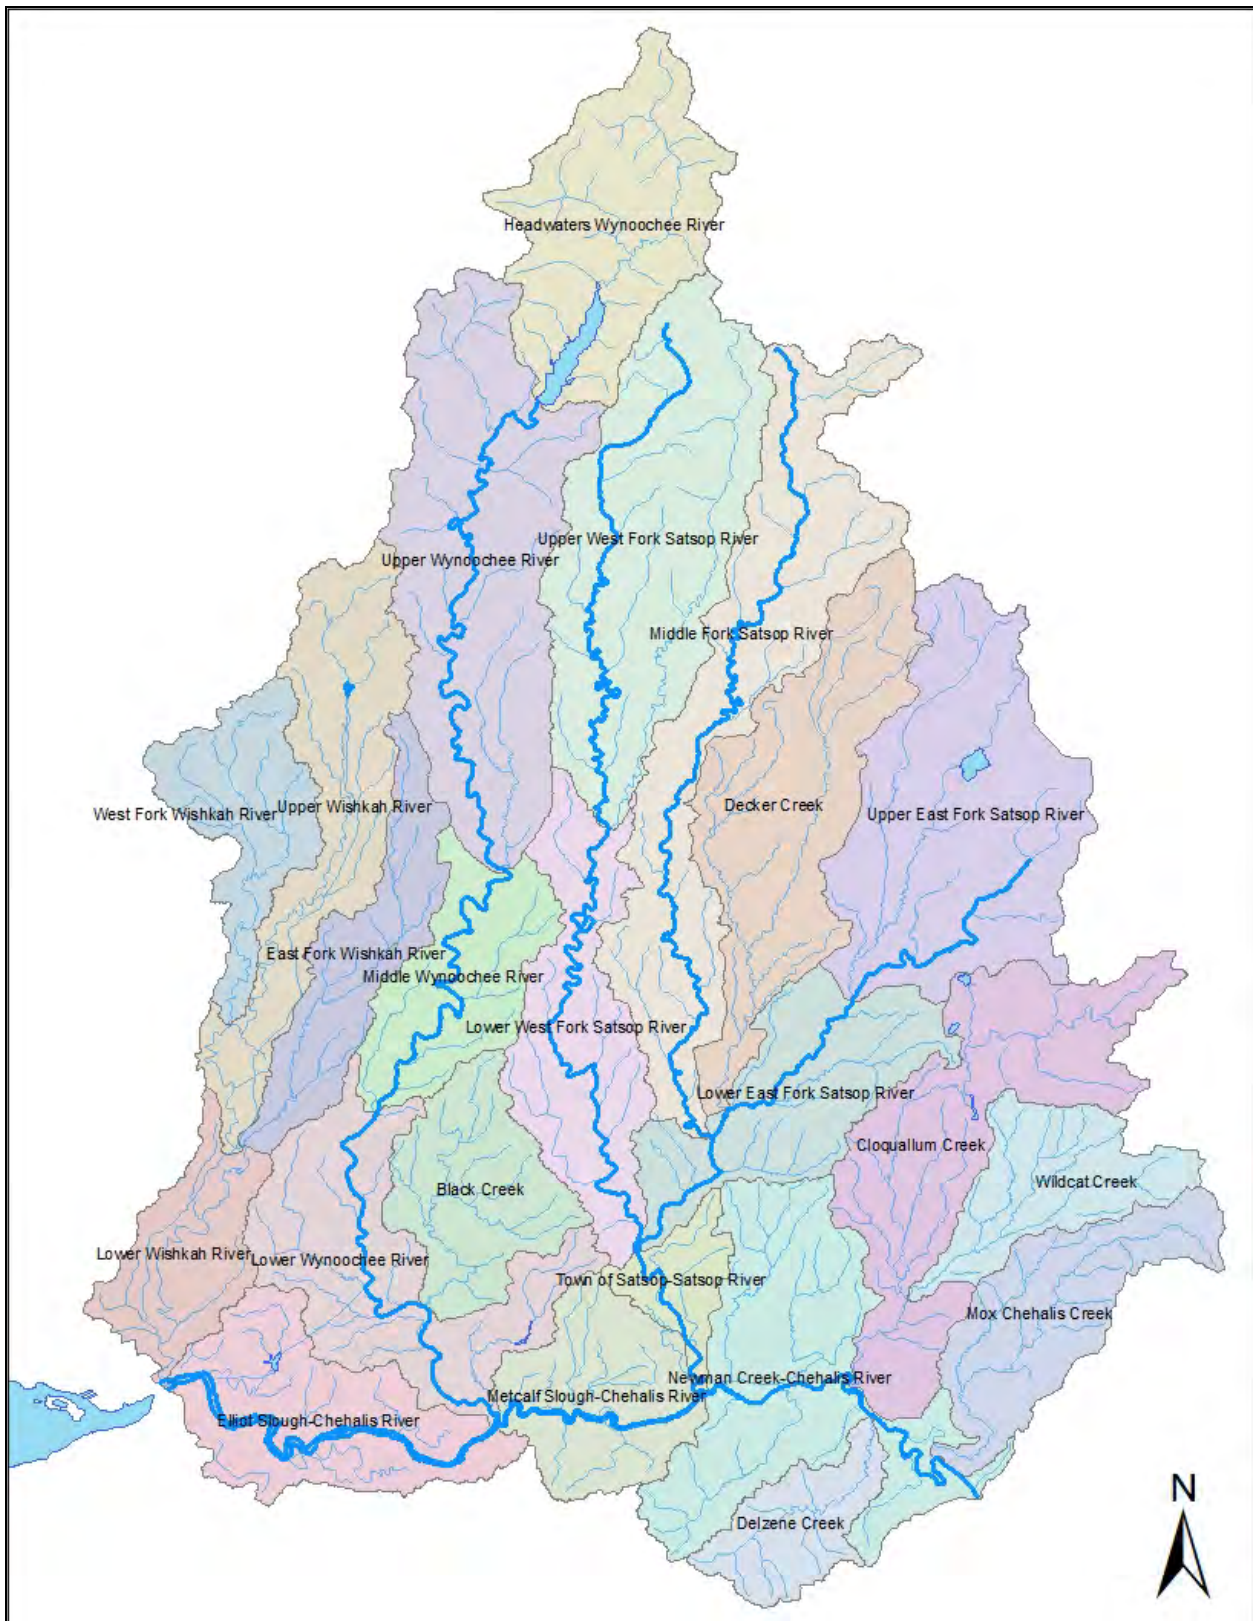 Headwaters Wynoochee River
Upper West Fork Satsop River
Upper Wynoochee River
Middle Fork Satsop River
Decker Creek
West Fork Wishkah River
Upper Wishkah River
Upper East Fork Satsop River
East Fork Wishkah River
Middle Wynoochee River
Lower West Fork Satsop River
Lower East Fork Satsop River
Cloquallum Creek
Wildcat Creek
Black Creek
Lower Wishkah River
Lower Wynoochee River
Town of Satsop-Satsop River
Mox Chehalis Creek
Newman Creek-Chehalis River
Metcalf Slough-Chehalis River
Elliot Slough-Chehalis River
N
Delzene Creek